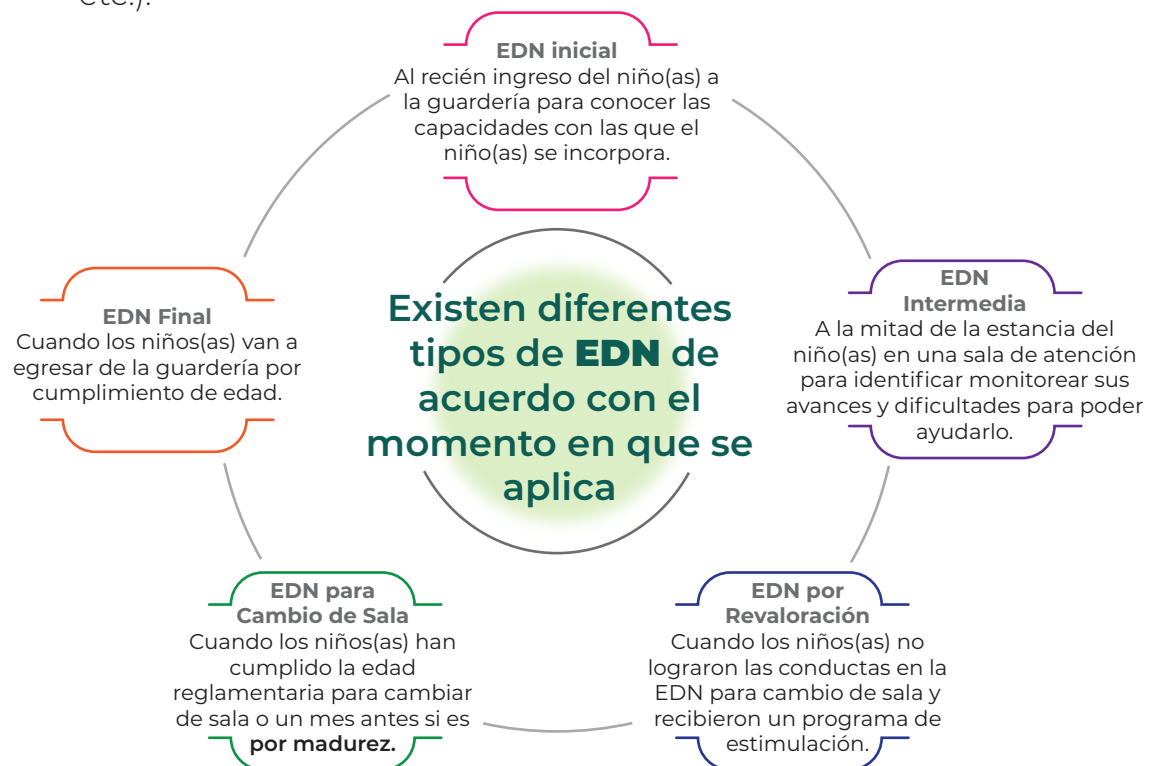 etc.).
EDN inicial
Al recién ingreso del niño(as) a
la guardería para conocer las
capacidades con las que el
niño(as) se incorpora.
Existen diferentes
tipos de EDN de
acuerdo con el
momento en que se
aplica
EDN
Intermedia
A la mitad de la estancia del
niño(as) en una sala de atención
para identificar monitorear sus
avances y dificultades para poder
ayudarlo.
EDN por
Revaloración
Cuando los niños(as) no
lograron las conductas en la
EDN para cambio de sala y
recibieron un programa de
estimulación.
EDN para
Cambio de Sala
Cuando los niños(as) han
cumplido la edad
reglamentaria para cambiar
de sala o un mes antes si es
por madurez.
EDN Final
Cuando los niños(as) van a
egresar de la guardería por
cumplimiento de edad.